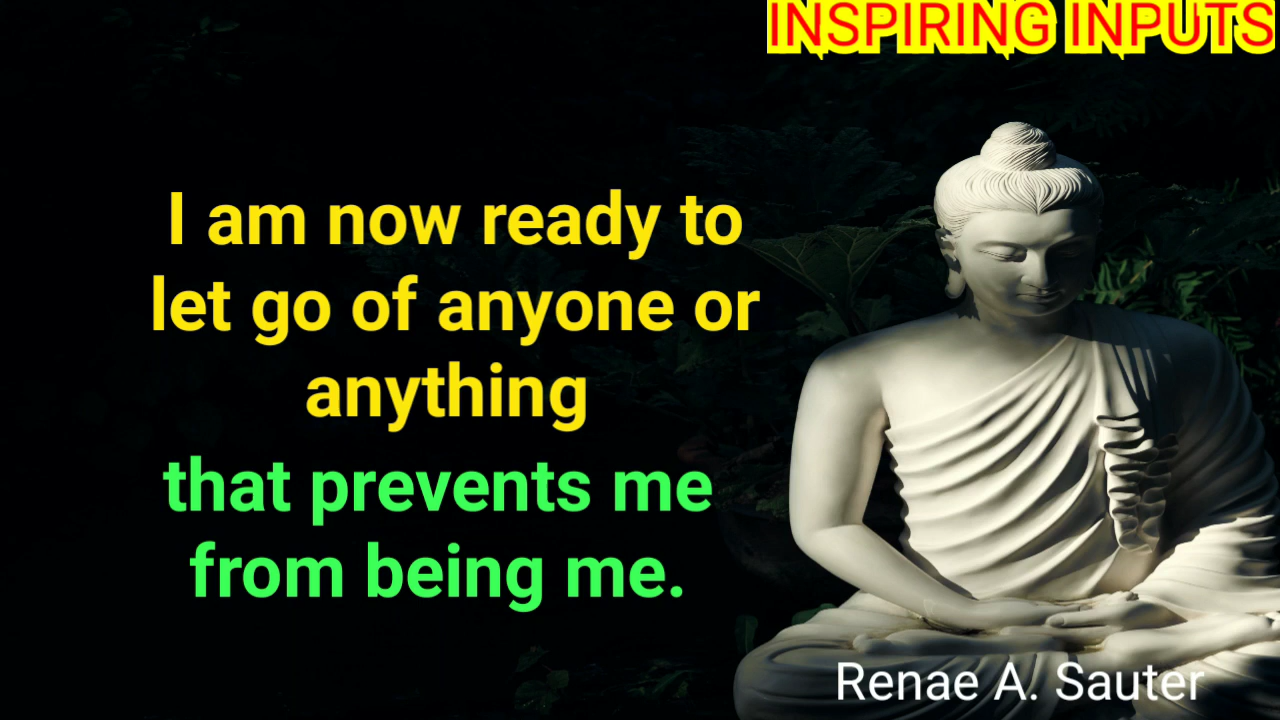 INSPIRING INPUTS
I am now ready to
let go of anyone or
anything
that prevents me
from being me.
Renae A. Sauter